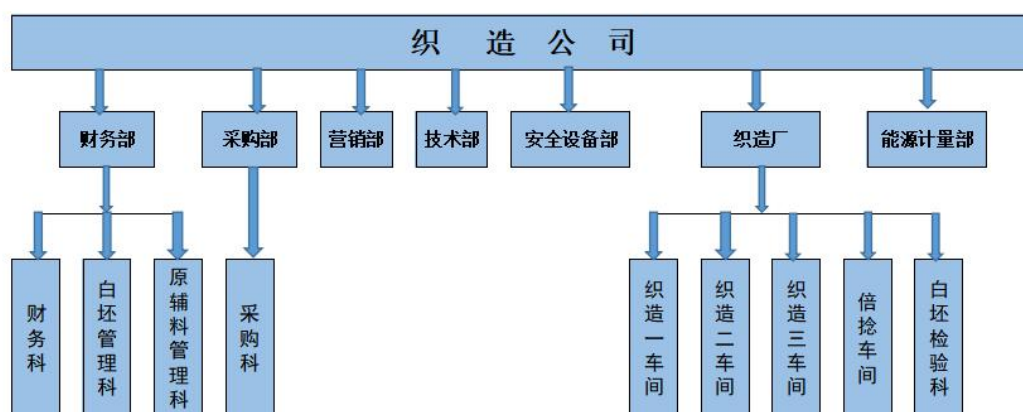 织造公司
财务部
采购部
营销部
技术部
安全设备部
织造厂
能源计量部
财务科
白坯管理科
原辅料管理科
采购科
织造一车间
织造二车间
织造三车间
倍捻车间
白坯检验科